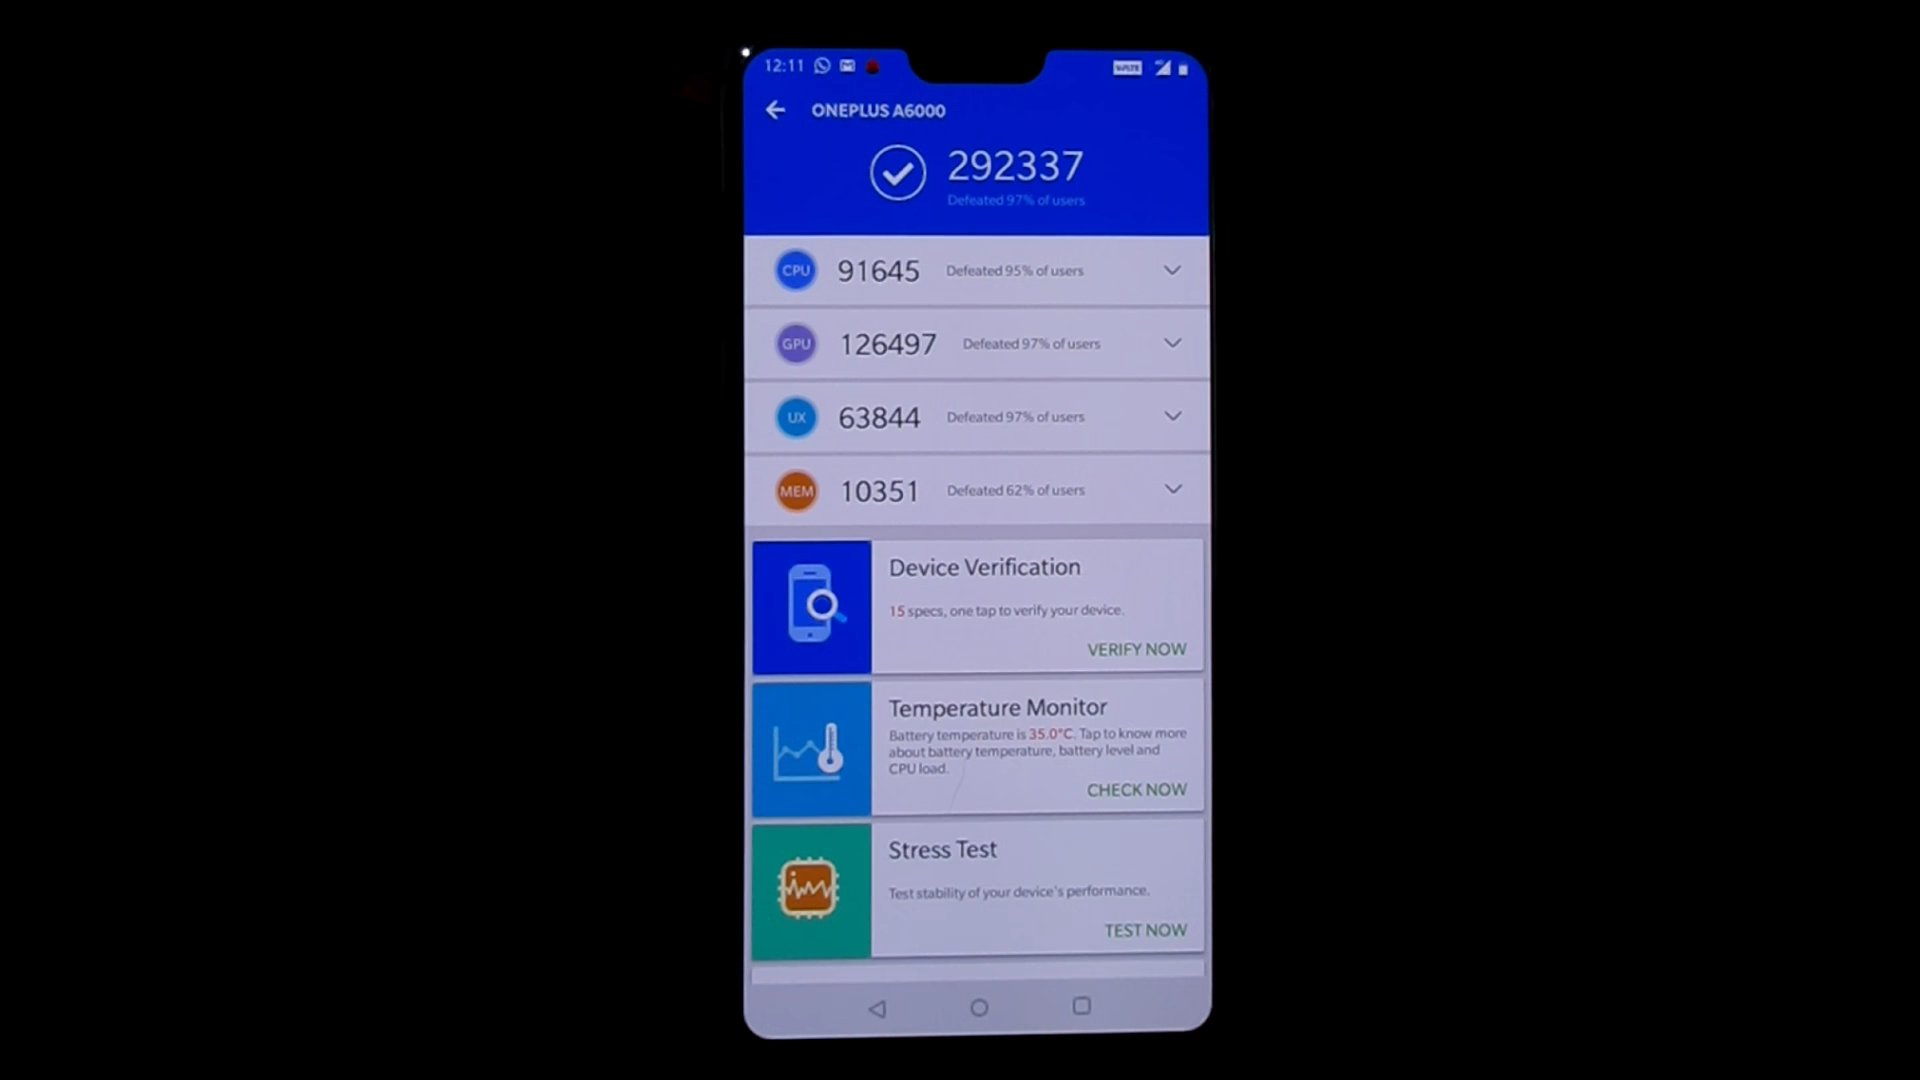 12:11 VoLTE 4G
ONEPLUS A6000
292337
Defeated 97% of users
CPU 91645 Defeated 95% of users
GPU 126497 Defeated 97% of users
UX 63844 Defeated 97% of users
MEM 10351 Defeated 62% of users
Device Verification
15 specs, one tap to verify your device.
VERIFY NOW
Temperature Monitor
Battery temperature is 35.0°C. Tap to know more
about battery temperature, battery level and
CPU load.
CHECK NOW
Stress Test
Test stability of your device's performance.
TEST NOW